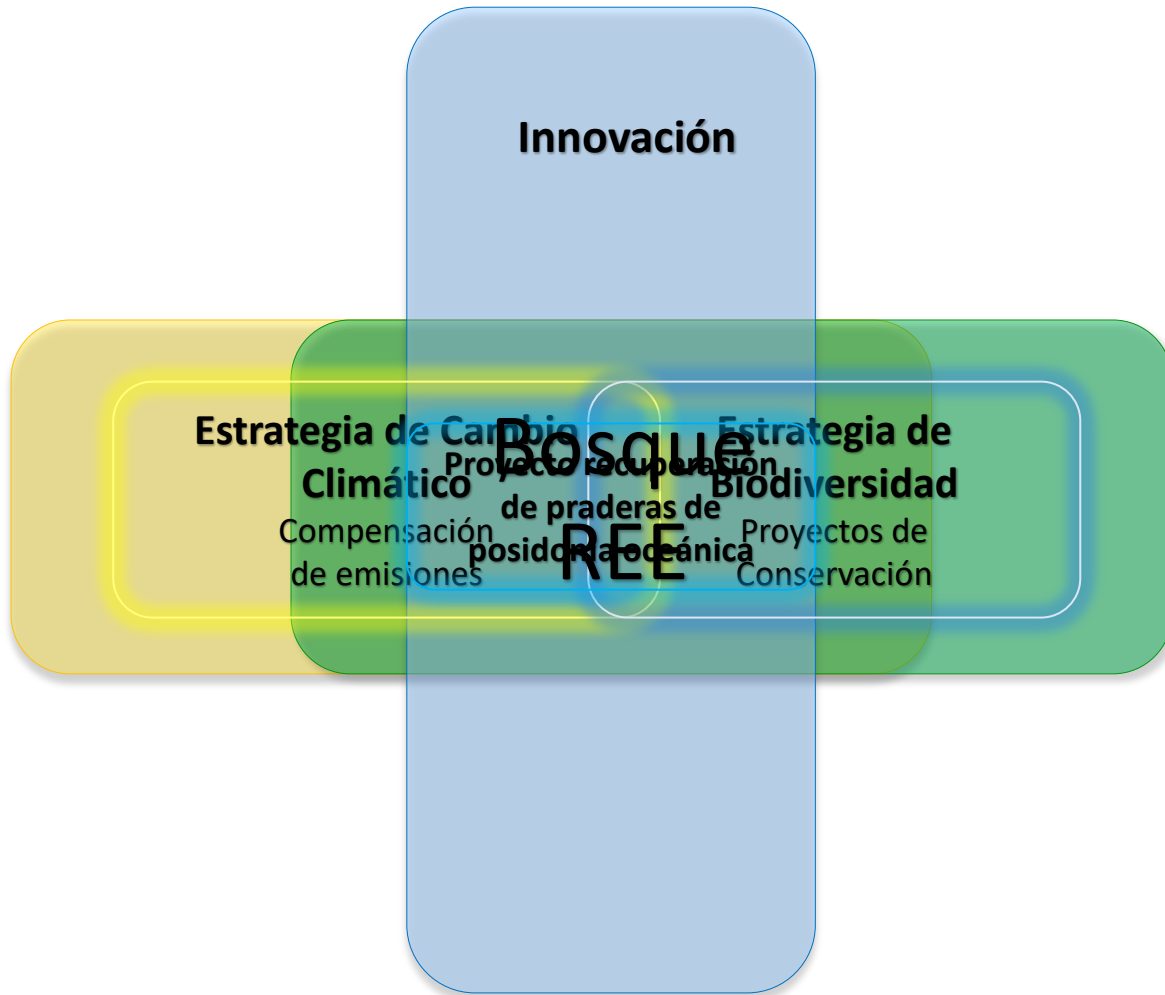 Innovación
Estrategia de Cambio
Climático
Compensación
de emisiones
Bosque
REE
Proyecto recuperación
de praderas de
posidonia oceánica
Estrategia de
Biodiversidad
Proyectos de
Conservación